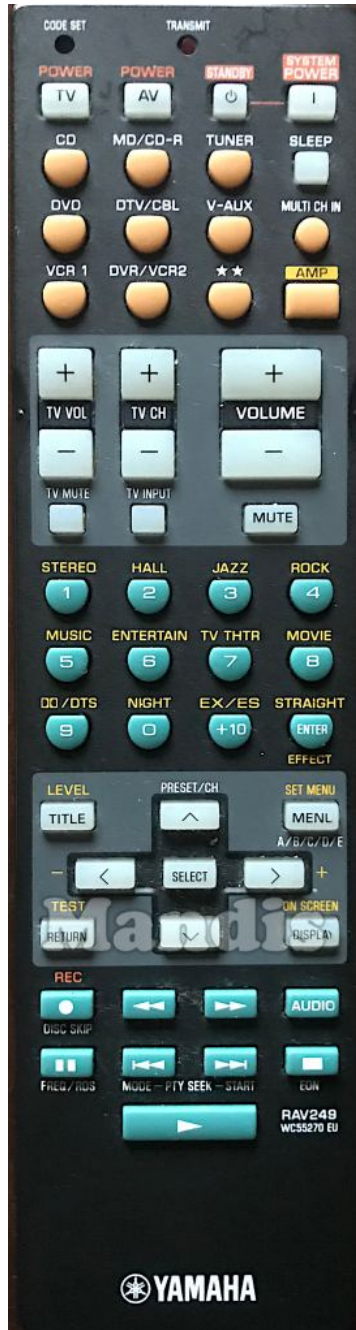 CODE SET TRANSMIT
POWER POWER STANDBY SYSTEM POWER
TV AV I
CD MD/CD-R TUNER SLEEP
DVD DTV/CBL V-AUX MULTI CH IN
VCR 1 DVR/VCR2 ★★ AMP
+ + +
TV VOL TV CH VOLUME
− − −
TV MUTE TV INPUT
MUTE
STEREO HALL JAZZ ROCK
1 2 3 4
MUSIC ENTERTAIN TV THTR MOVIE
5 6 7 8
DD/DTS NIGHT EX/ES STRAIGHT
9 0 +10 ENTER
EFFECT
LEVEL PRESET/CH SET MENU
TITLE MENU
A/B/C/D/E
− SELECT +
TEST ON SCREEN
RETURN DISPLAY
Mandis
REC
AUDIO
DISC SKIP
FREQ/RDS MODE – PTY SEEK – START EON
RAV249
WC55270 EU
YAMAHA